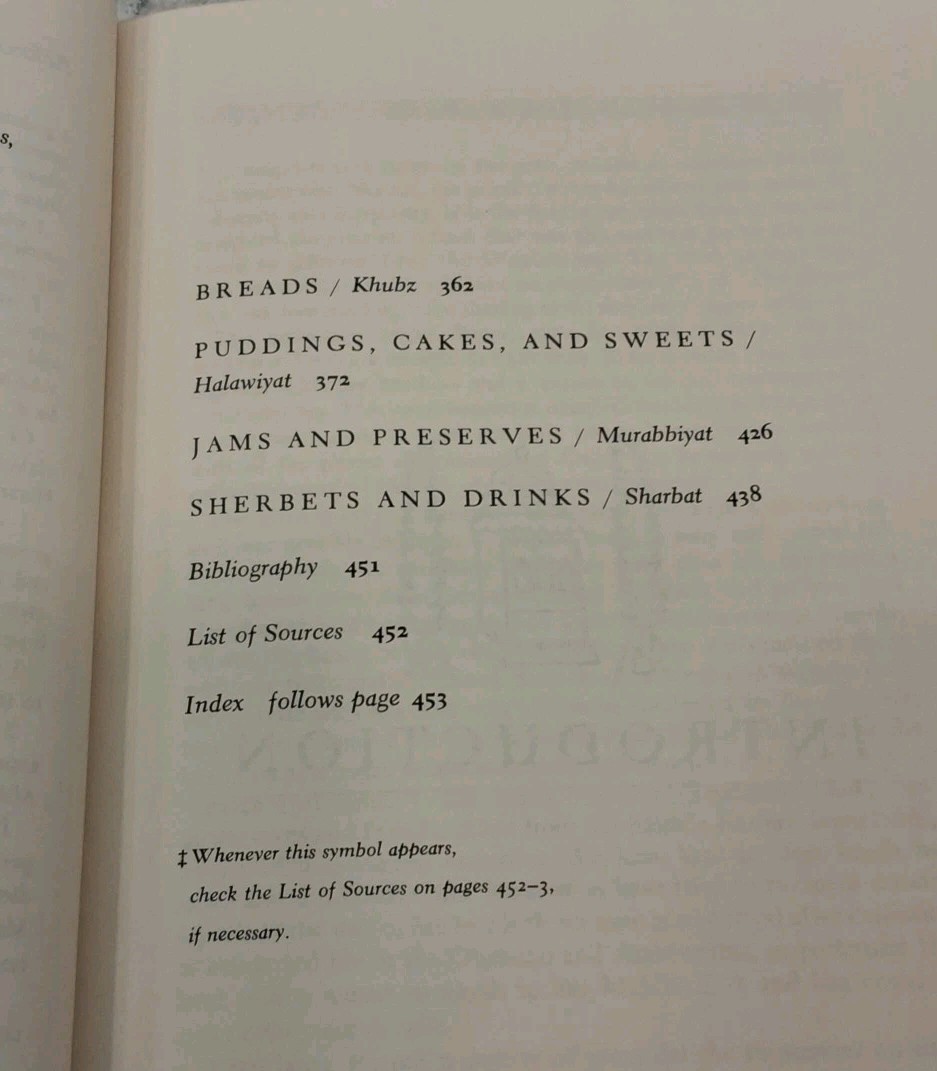 s,
BREADS / Khubz 362
PUDDINGS, CAKES, AND SWEETS /
Halawiyat 372
JAMS AND PRESERVES / Murabbiyat 426
SHERBETS AND DRINKS / Sharbat 438
Bibliography 451
List of Sources 452
Index follows page 453
INTRODUCTION
‡ Whenever this symbol appears,
check the List of Sources on pages 452–3,
if necessary.